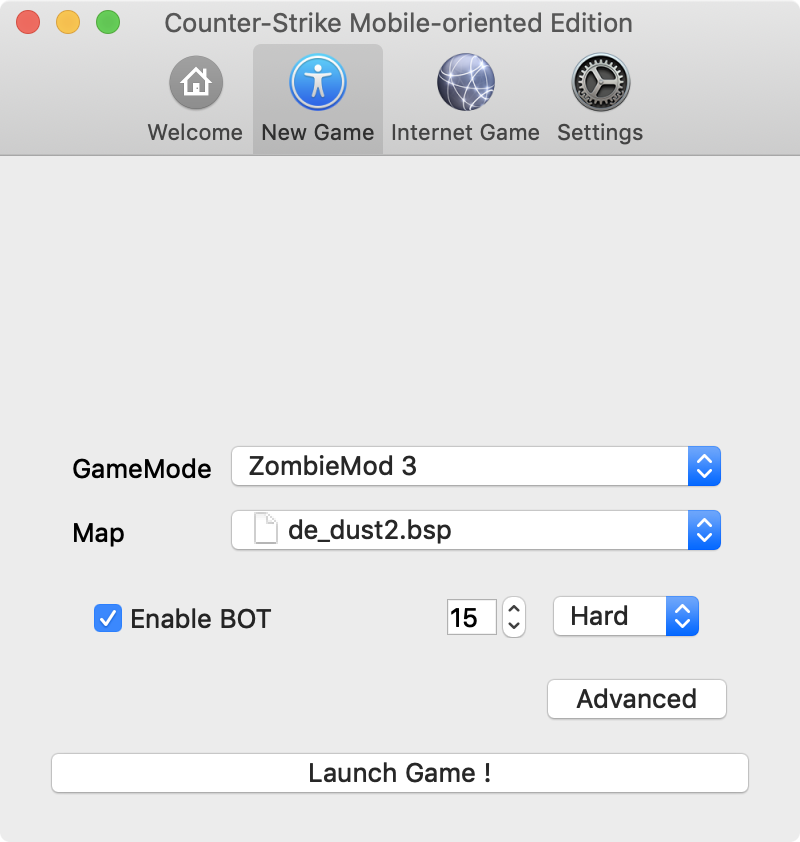 Counter-Strike Mobile-oriented Edition
Welcome New Game Internet Game Settings
GameMode ZombieMod 3
Map de_dust2.bsp
Enable BOT 15 Hard
Advanced
Launch Game !